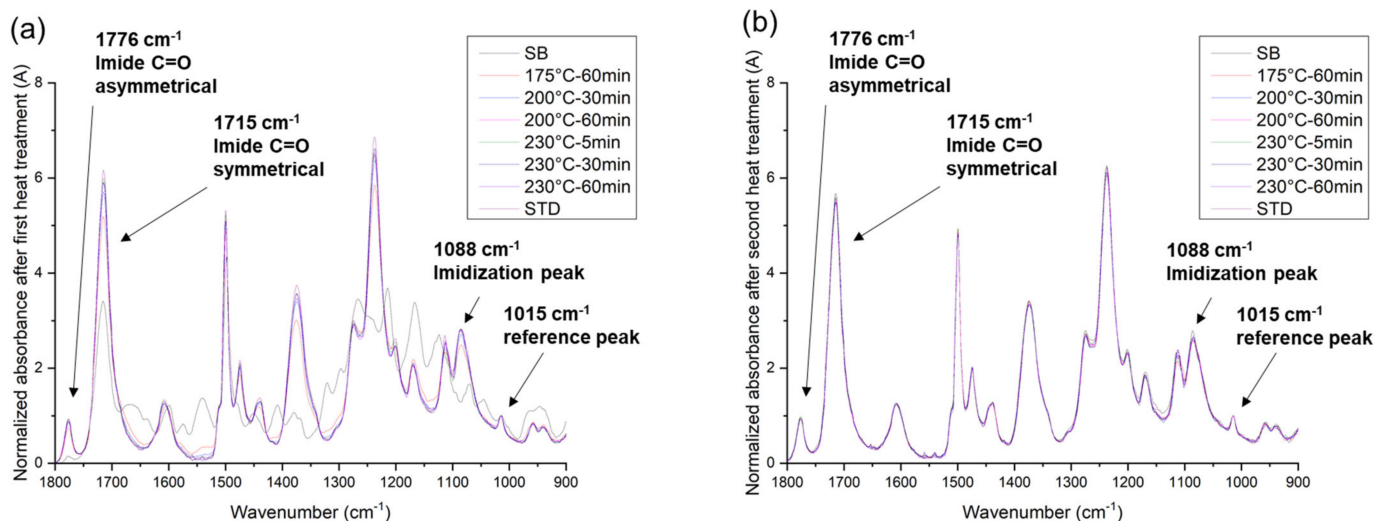 (a)
1776 cm⁻¹
Imide C=O
asymmetrical
1715 cm⁻¹
Imide C=O
symmetrical
SB
175°C-60min
200°C-30min
200°C-60min
230°C-5min
230°C-30min
230°C-60min
STD
1088 cm⁻¹
Imidization peak
1015 cm⁻¹
reference peak
Normalized absorbance after first heat treatment (A)
8
6
4
2
0
1800 1700 1600 1500 1400 1300 1200 1100 1000 900
Wavenumber (cm⁻¹)
(b)
1776 cm⁻¹
Imide C=O
asymmetrical
1715 cm⁻¹
Imide C=O
symmetrical
SB
175°C-60min
200°C-30min
200°C-60min
230°C-5min
230°C-30min
230°C-60min
STD
1088 cm⁻¹
Imidization peak
1015 cm⁻¹
reference peak
Normalized absorbance after second heat treatment (A)
8
6
4
2
0
1800 1700 1600 1500 1400 1300 1200 1100 1000 900
Wavenumber (cm⁻¹)